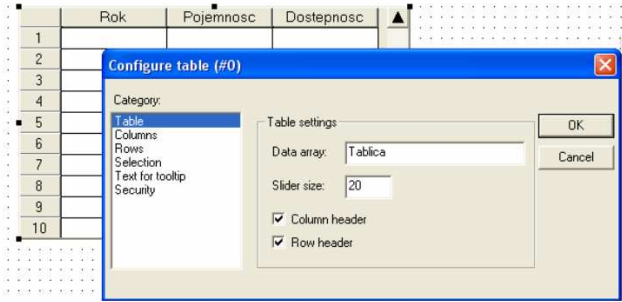 Rok Pojemnosc Dostepnosc
1
2
3
4
5
6
7
8
9
10
Configure table (#0)
Category:
Table
Columns
Rows
Selection
Text for tooltip
Security
Table settings
Data array: Tablica
Slider size: 20
Column header
Row header
OK
Cancel